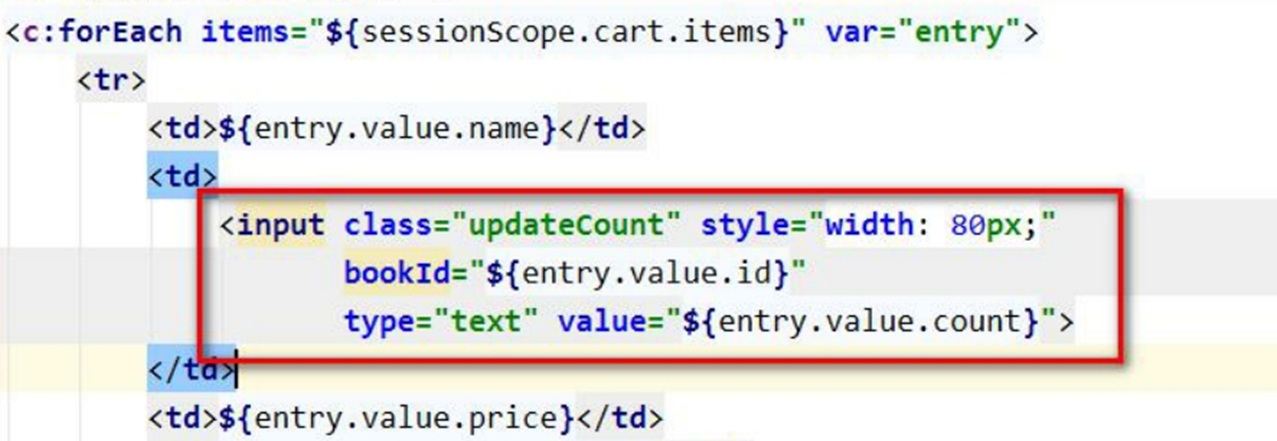 <c:forEach items="${sessionScope.cart.items}" var="entry">
<tr>
<td>${entry.value.name}</td>
<td>
<input class="updateCount" style="width: 80px;"
bookId="${entry.value.id}"
type="text" value="${entry.value.count}">
</td>
<td>${entry.value.price}</td>